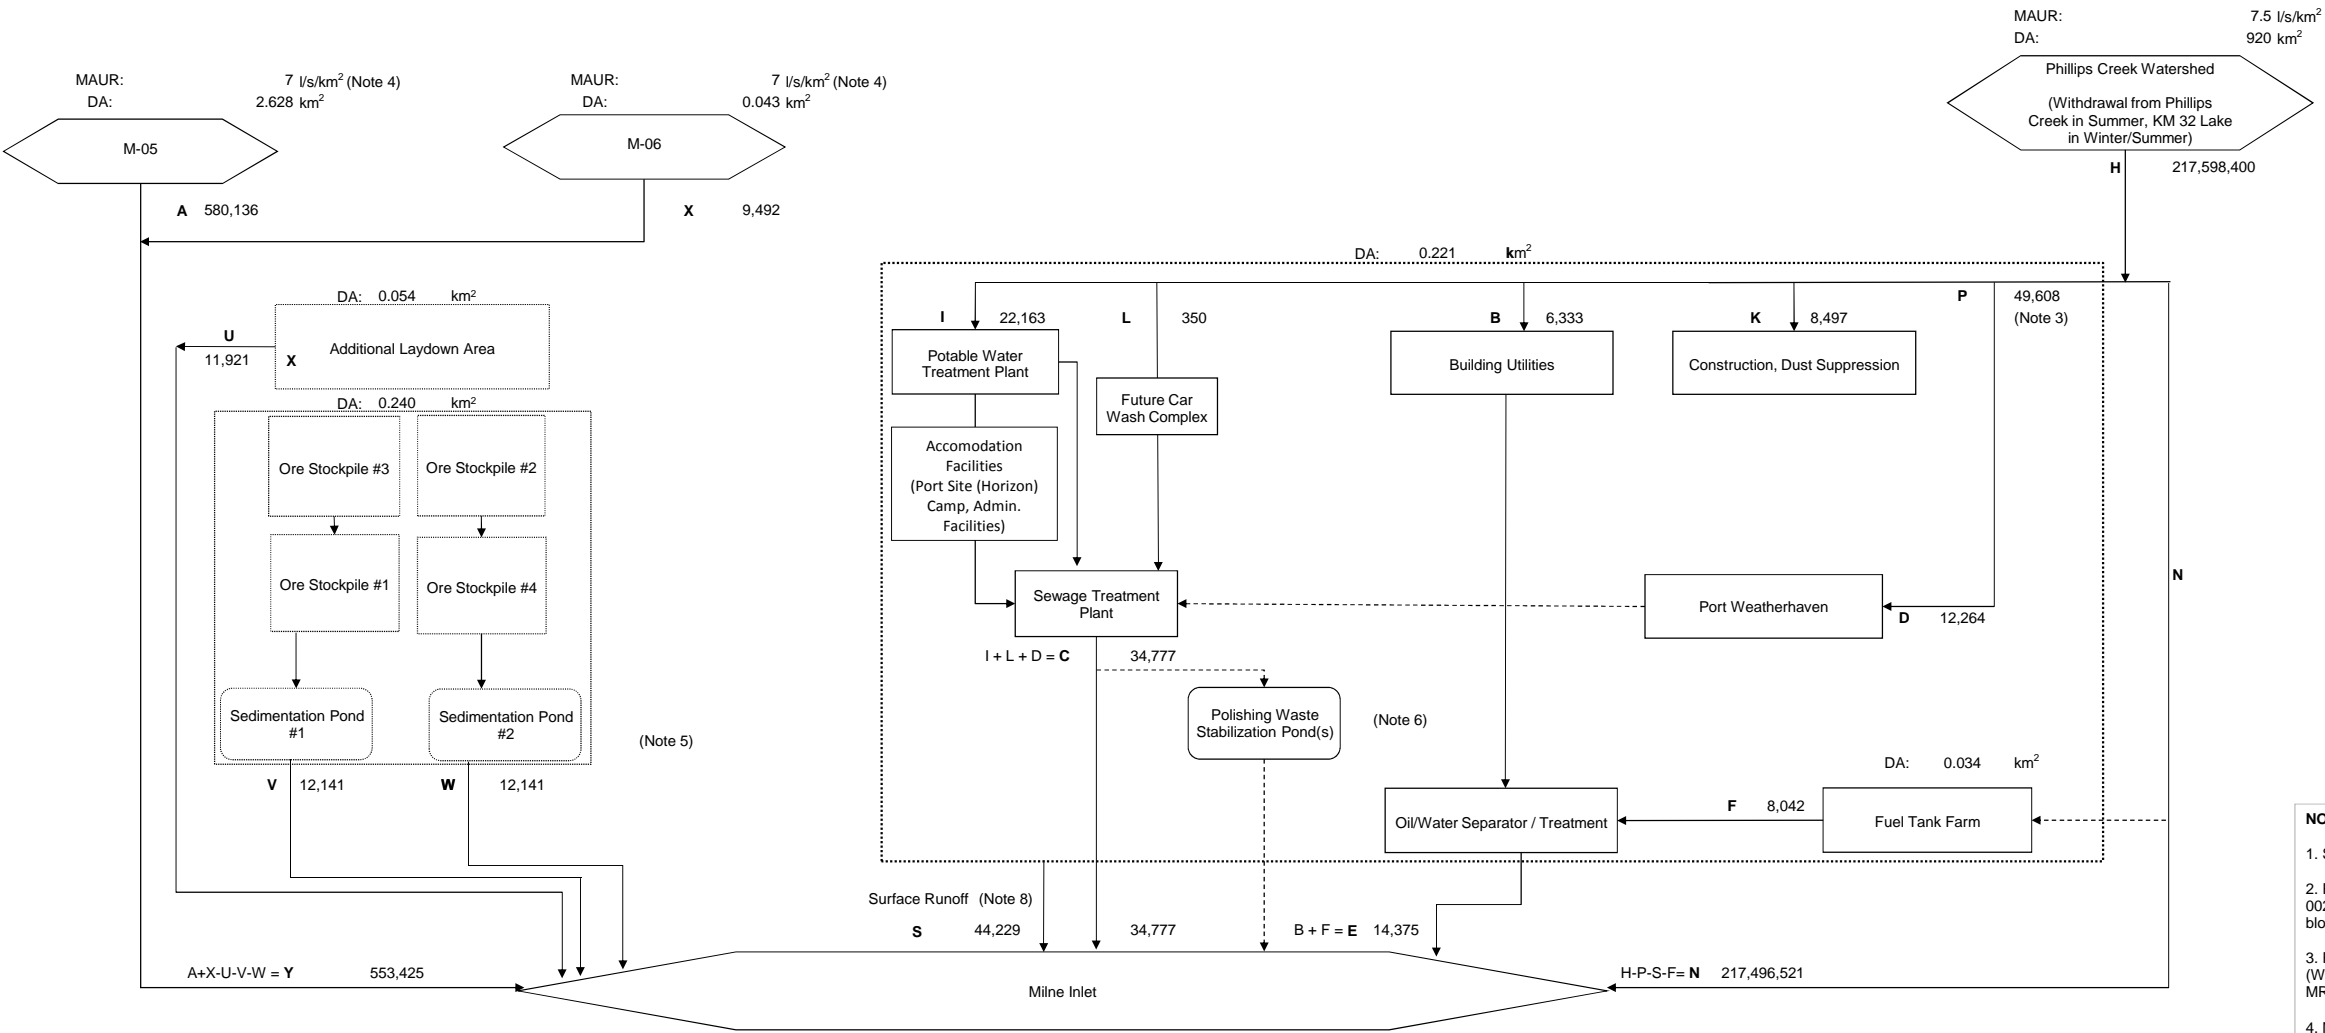 MAUR: 7.5 l/s/km²
DA: 920 km²
Phillips Creek Watershed
(Withdrawal from Phillips
Creek in Summer, KM 32 Lake
in Winter/Summer)
H 217,598,400
MAUR: 7 l/s/km² (Note 4)
DA: 2.628 km²
M-05
A 580,136
MAUR: 7 l/s/km² (Note 4)
DA: 0.043 km²
M-06
X 9,492
DA: 0.054 km²
U
11,921
X
Additional Laydown Area
DA: 0.240 km²
Ore Stockpile #3
Ore Stockpile #2
Ore Stockpile #1
Ore Stockpile #4
Sedimentation Pond
#1
Sedimentation Pond
#2
(Note 5)
V 12,141
W 12,141
A+X-U-V-W = Y 553,425
DA: 0.221 km²
I 22,163
L 350
B 6,333
K 8,497
P 49,608
(Note 3)
Potable Water
Treatment Plant
Future Car
Wash Complex
Building Utilities
Construction, Dust Suppression
Accomodation
Facilities
(Port Site (Horizon)
Camp, Admin.
Facilities)
Sewage Treatment
Plant
Port Weatherhaven
D 12,264
N
I + L + D = C 34,777
Polishing Waste
Stabilization Pond(s)
(Note 6)
DA: 0.034 km²
Oil/Water Separator / Treatment
F 8,042
Fuel Tank Farm
Surface Runoff (Note 8)
S 44,229
34,777
B + F = E 14,375
H-P-S-F= N 217,496,521
Milne Inlet
1. S
2.
002
blo
3.
(W
MR
4.